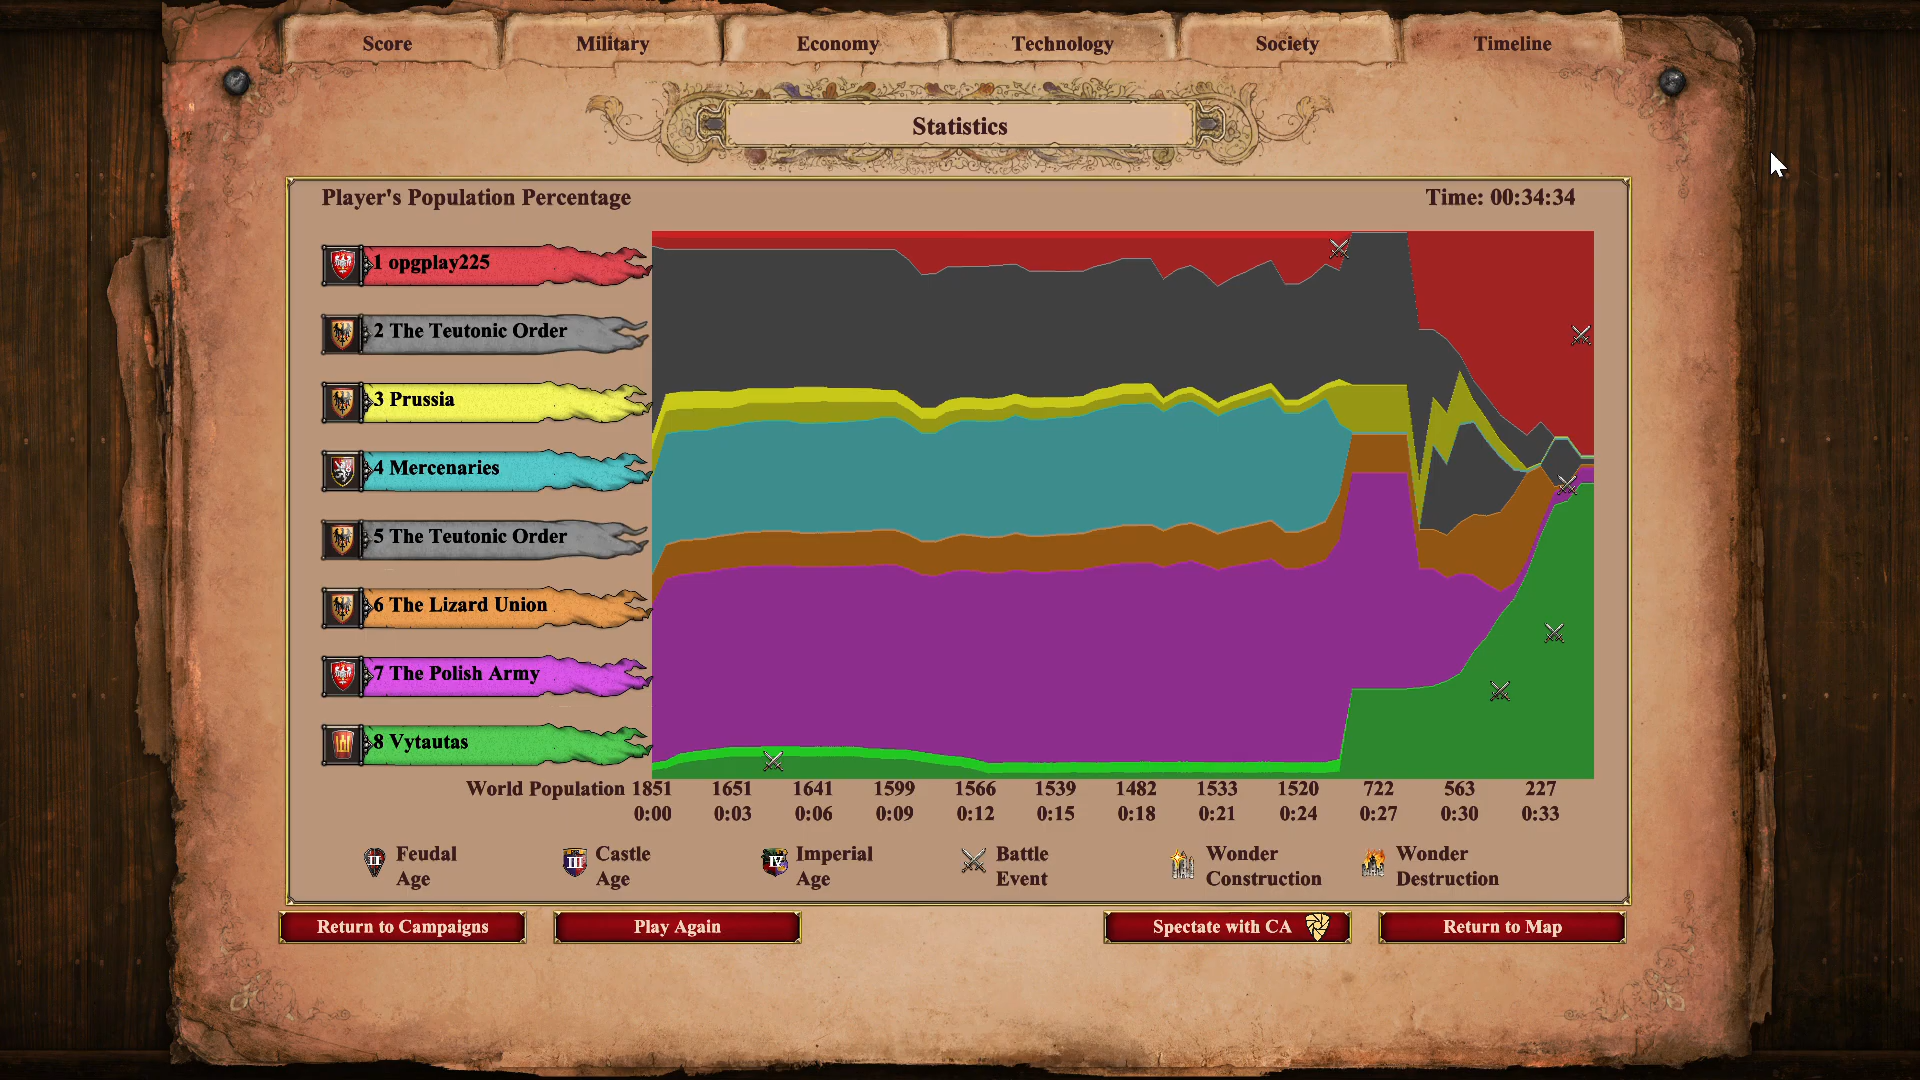 Score Military Economy Technology Society Timeline
Statistics
Player's Population Percentage Time: 00:34:34
1 opgplay225
2 The Teutonic Order
3 Prussia
4 Mercenaries
5 The Teutonic Order
6 The Lizard Union
7 The Polish Army
8 Vytautas
World Population 1851 1651 1641 1599 1566 1539 1482 1533 1520 722 563 227
0:00 0:03 0:06 0:09 0:12 0:15 0:18 0:21 0:24 0:27 0:30 0:33
II Feudal Age
III Castle Age
IV Imperial Age
Battle Event
Wonder Construction
Wonder Destruction
Return to Campaigns Play Again Spectate with CA Return to Map